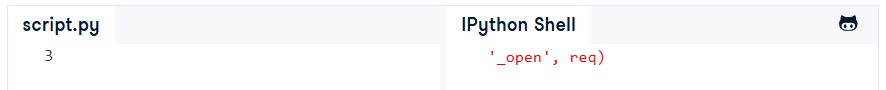 script.py
IPython Shell
3
'_open', req)